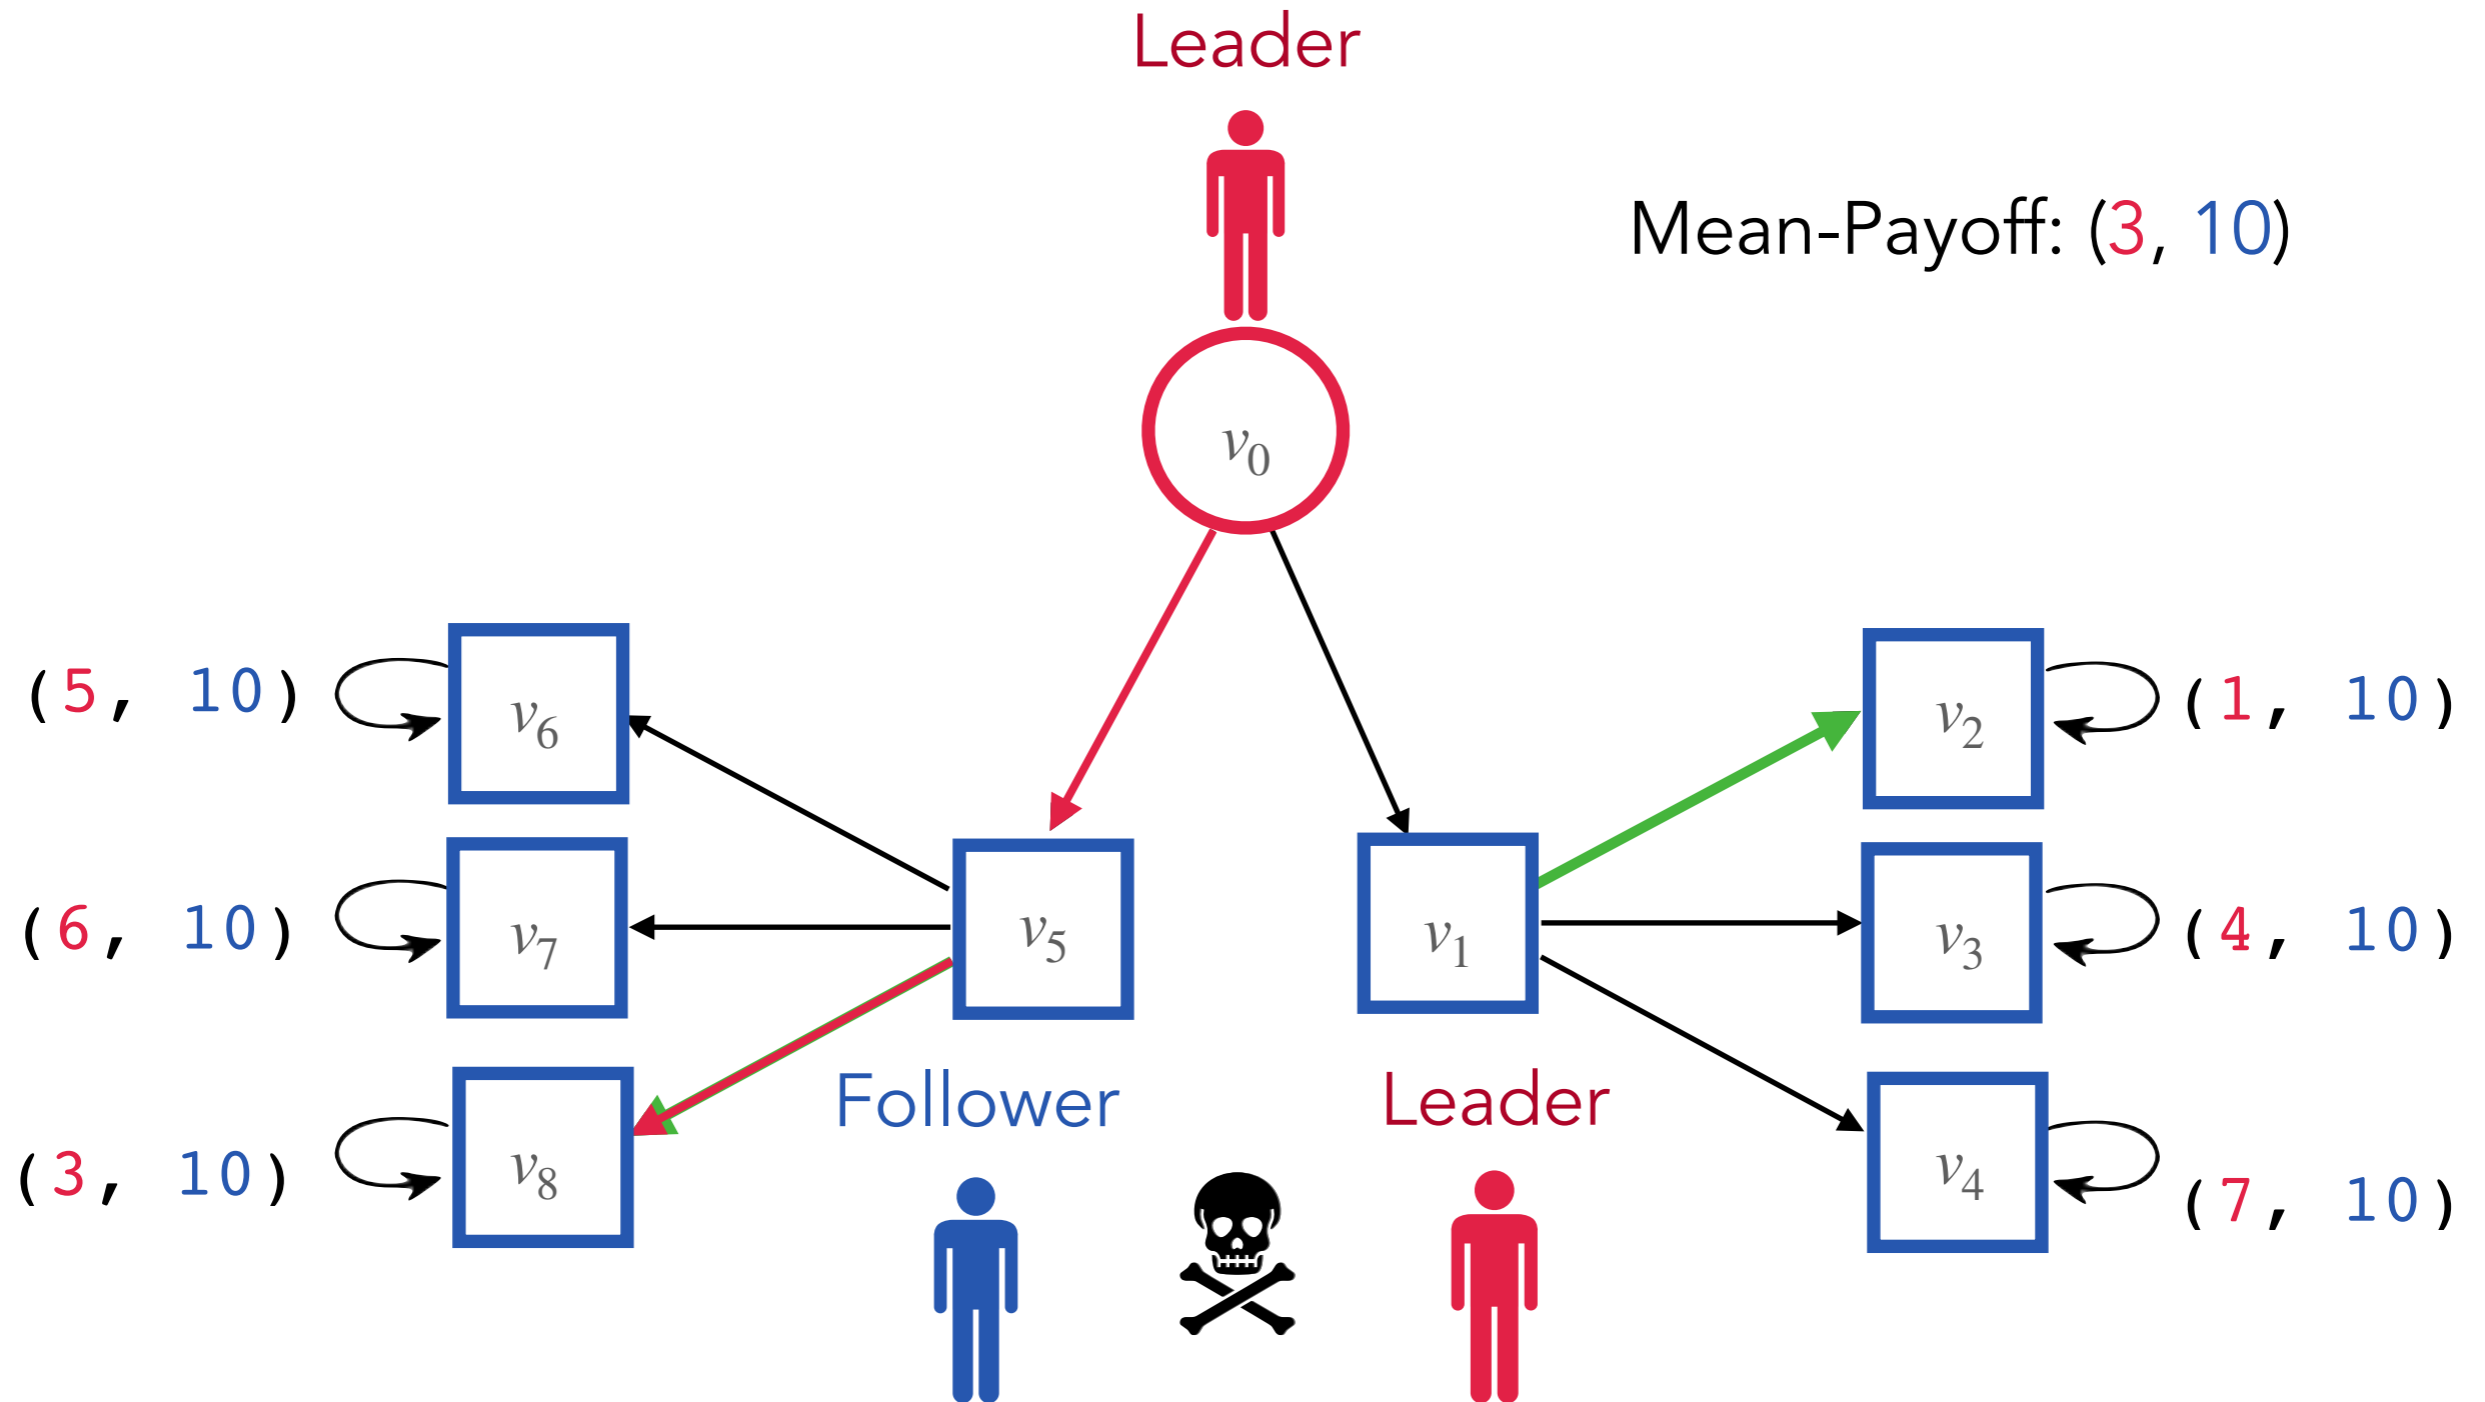 Leader
Mean-Payoff: (3, 10)
v0
(5, 10)
v6
v2
(1, 10)
(6, 10)
v7
v5
v1
v3
(4, 10)
Follower
Leader
(3, 10)
v8
v4
(7, 10)